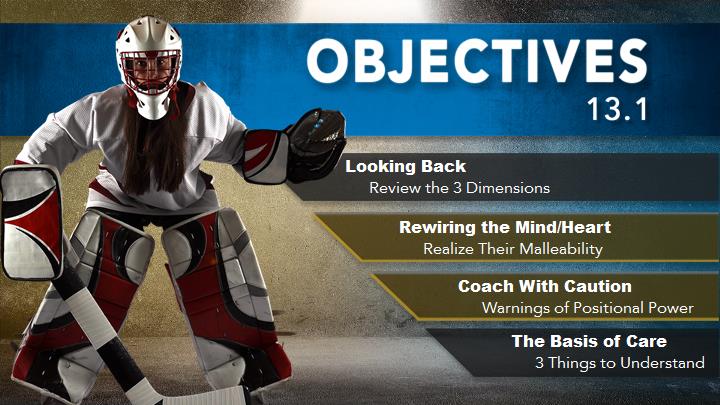 OBJECTIVES
13.1
Looking Back
Review the 3 Dimensions
Rewiring the Mind/Heart
Realize Their Malleability
Coach With Caution
Warnings of Positional Power
The Basis of Care
3 Things to Understand